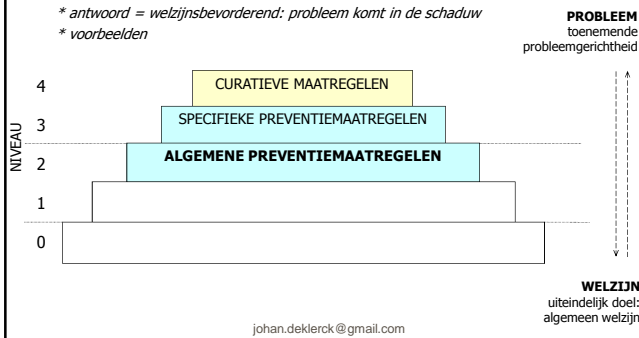 * antwoord = welzijnsbevorderend: probleem komt in de schaduw
* voorbeelden
PROBLEEM
toenemende
probleemgerichtheid
NIVEAU
4
CURATIEVE MAATREGELEN
3
SPECIFIEKE PREVENTIEMAATREGELEN
2
ALGEMENE PREVENTIEMAATREGELEN
1
0
WELZIJN
uiteindelijk doel:
algemeen welzijn
johan.deklerck@gmail.com